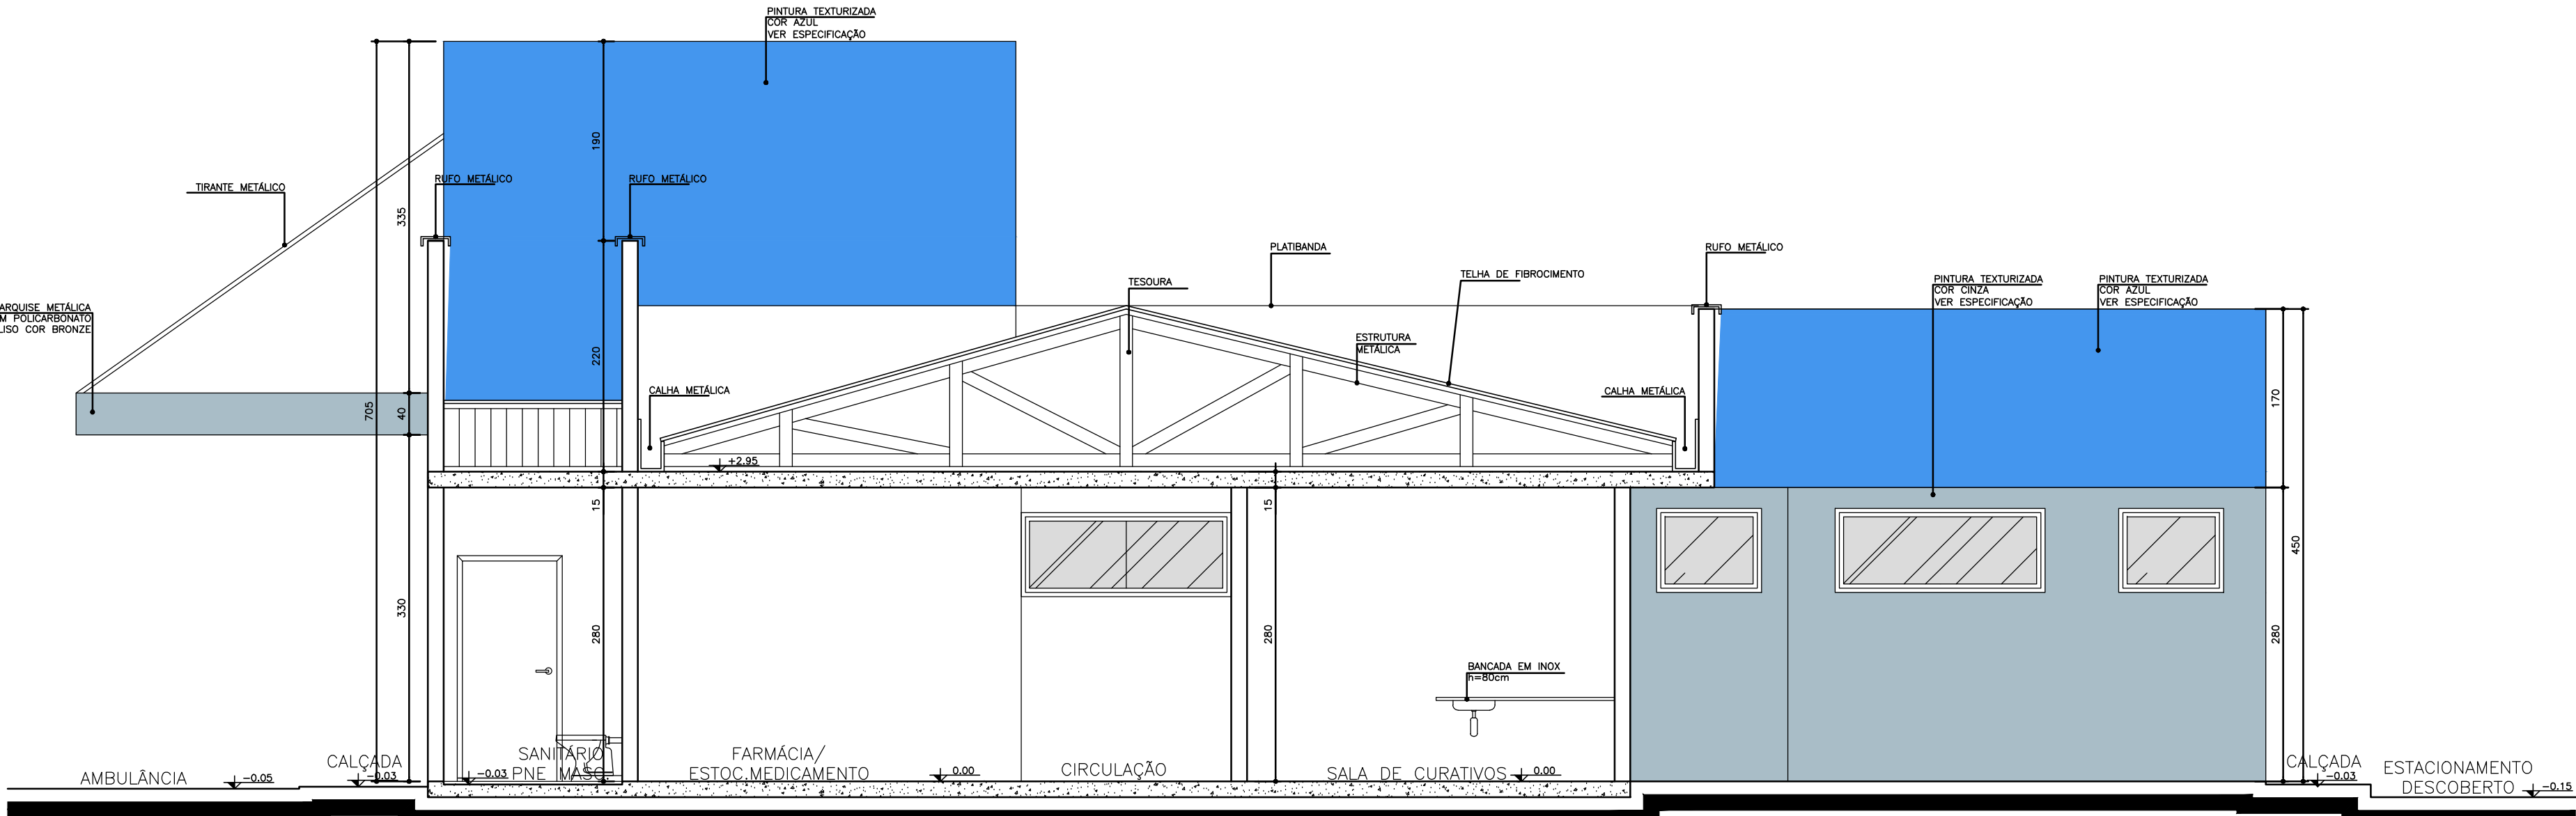 PINTURA TEXTURIZADA
COR AZUL
VER ESPECIFICAÇÃO
190
TIRANTE METÁLICO
RUFO METÁLICO
RUFO METÁLICO
335
PLATIBANDA
RUFO METÁLICO
TESOURA
TELHA DE FIBROCIMENTO
PINTURA TEXTURIZADA
COR CINZA
VER ESPECIFICAÇÃO
PINTURA TEXTURIZADA
COR AZUL
VER ESPECIFICAÇÃO
ARQUISE METÁLICA
M POLICARBONATO
LISO COR BRONZE
ESTRUTURA
METÁLICA
220
CALHA METÁLICA
CALHA METÁLICA
170
705
40
+2.95
15
15
450
330
280
280
280
BANCADA EM INOX
h=80cm
AMBULÂNCIA
-0.05
CALÇADA
-0.03
SANITÁRIO
PNE MASC.
-0.03
FARMÁCIA/
ESTOC.MEDICAMENTO
0.00
CIRCULAÇÃO
SALA DE CURATIVOS
0.00
CALÇADA
-0.03
ESTACIONAMENTO
DESCOBERTO
-0.15